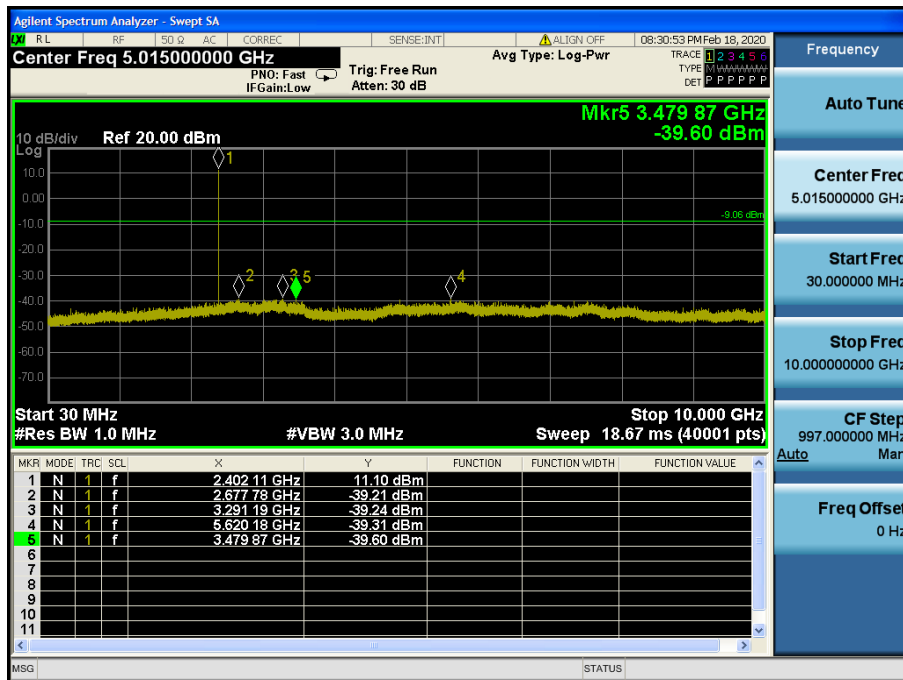 Agilent Spectrum Analyzer - Swept SA
LXI RL RF 50 Ω AC CORREC SENSE:INT ALIGN OFF 08:30:53 PM Feb 18, 2020
Center Freq 5.015000000 GHz
PNO: Fast
IFGain:Low
Trig: Free Run
Atten: 30 dB
Avg Type: Log-Pwr
TRACE 1 2 3 4 5 6
TYPE M WWWWW
DET P P P P P P
Mkr5 3.479 87 GHz
-39.60 dBm
10 dB/div Ref 20.00 dBm
Log
10.0
0.00
-10.0
-20.0
-30.0
-40.0
-50.0
-60.0
-70.0
1
-9.06 dBm
2
3
5
4
Start 30 MHz Stop 10.000 GHz
#Res BW 1.0 MHz #VBW 3.0 MHz Sweep 18.67 ms (40001 pts)
MKR MODE TRC SCL X Y FUNCTION FUNCTION WIDTH FUNCTION VALUE
1 N 1 f 2.402 11 GHz 11.10 dBm
2 N 1 f 2.677 78 GHz -39.21 dBm
3 N 1 f 3.291 19 GHz -39.24 dBm
4 N 1 f 5.620 18 GHz -39.31 dBm
5 N 1 f 3.479 87 GHz -39.60 dBm
6
7
8
9
10
11
MSG STATUS
Frequency
Auto Tune
Center Freq
5.015000000 GHz
Start Freq
30.000000 MHz
Stop Freq
10.000000000 GHz
CF Step
997.000000 MHz
Auto Man
Freq Offset
0 Hz